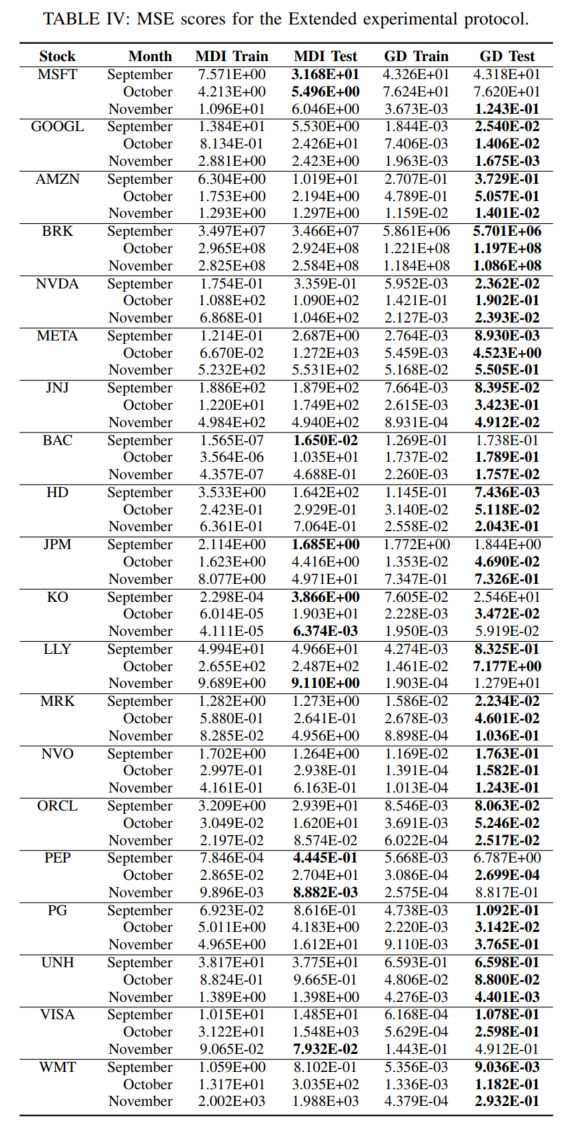 TABLE IV: MSE scores for the Extended experimental protocol.
Stock Month MDI Train MDI Test GD Train GD Test
MSFT September 7.571E+00 3.168E+01 4.326E+01 4.318E+01
October 4.213E+00 5.496E+00 7.624E+01 7.620E+01
November 1.096E+01 6.046E+00 3.673E-03 1.243E-01
GOOGL September 1.384E+01 5.530E+00 1.844E-03 2.540E-02
October 8.134E-01 2.426E+01 7.406E-03 1.406E-02
November 2.881E+00 2.423E+00 1.963E-03 1.675E-03
AMZN September 6.304E+00 1.019E+01 2.707E-01 3.729E-01
October 1.753E+00 2.194E+00 4.789E-01 5.057E-01
November 1.293E+00 1.297E+00 1.159E-02 1.401E-02
BRK September 3.497E+07 3.466E+07 5.861E+06 5.701E+06
October 2.965E+08 2.924E+08 1.221E+08 1.197E+08
November 2.825E+08 2.584E+08 1.184E+08 1.086E+08
NVDA September 1.754E-01 3.359E-01 5.952E-03 2.362E-02
October 1.088E+02 1.090E+02 1.421E-01 1.902E-01
November 6.868E-01 1.046E+02 2.127E-03 2.393E-02
META September 1.214E-01 2.687E+00 2.764E-03 8.930E-03
October 6.670E-02 1.272E+03 5.459E-03 4.523E+00
November 5.232E+02 5.531E+02 5.168E-02 5.505E-01
JNJ September 1.886E+02 1.879E+02 7.664E-03 8.395E-02
October 1.220E+01 1.749E+02 2.615E-03 3.423E-01
November 4.984E+02 4.940E+02 8.931E-04 4.912E-02
BAC September 1.565E-07 1.650E-02 1.269E-01 1.738E-01
October 3.564E-06 1.035E+01 1.737E-02 1.789E-01
November 4.357E-07 4.688E-01 2.260E-03 1.757E-02
HD September 3.533E+00 1.642E+02 1.145E-01 7.436E-03
October 2.423E-01 2.929E-01 3.140E-02 5.118E-02
November 6.361E-01 7.064E-01 2.558E-02 2.043E-01
JPM September 2.114E+00 1.685E+00 1.772E+00 1.844E+00
October 1.623E+00 4.416E+00 1.353E-02 4.690E-02
November 8.077E+00 4.971E+01 7.347E-01 7.326E-01
KO September 2.298E-04 3.866E+00 7.605E-02 2.546E+01
October 6.014E-05 1.903E+01 2.228E-03 3.472E-02
November 4.111E-05 6.374E-03 1.950E-03 5.919E-02
LLY September 4.994E+01 4.966E+01 4.274E-03 8.325E-01
October 2.655E+02 2.487E+02 1.461E-02 7.177E+00
November 9.689E+00 9.110E+00 1.903E-04 1.279E+01
MRK September 1.282E+00 1.273E+00 1.586E-02 2.234E-02
October 5.880E-01 2.641E-01 2.678E-03 4.601E-02
November 8.285E-02 4.956E+00 8.898E-04 1.036E-01
NVO September 1.702E+00 1.264E+00 1.169E-02 1.763E-01
October 2.997E-01 2.938E-01 1.391E-04 1.582E-01
November 4.161E-01 6.163E-01 1.013E-04 1.243E-01
ORCL September 3.209E+00 2.939E+01 8.546E-03 8.063E-02
October 3.049E-02 1.620E+01 3.691E-03 5.246E-02
November 2.197E-02 8.574E-02 6.022E-04 2.517E-02
PEP September 7.846E-04 4.445E-01 5.668E-03 6.787E+00
October 2.865E-02 2.704E+01 3.086E-04 2.699E-04
November 9.896E-03 8.882E-03 2.575E-04 8.817E-01
PG September 6.923E-02 8.616E-01 4.738E-03 1.092E-01
October 5.011E+00 4.183E+00 2.220E-03 3.142E-02
November 4.965E+00 1.612E+01 9.110E-03 3.765E-01
UNH September 3.817E+01 3.775E+01 6.593E-01 6.598E-01
October 8.824E-01 9.665E-01 4.806E-02 8.800E-02
November 1.389E+00 1.398E+00 4.276E-03 4.401E-03
VISA September 1.015E+01 1.485E+01 6.168E-04 1.078E-01
October 3.122E+01 1.548E+03 5.629E-04 2.598E-01
November 9.065E-02 7.932E-02 1.443E-01 4.912E-01
WMT September 1.059E+00 8.102E-01 5.356E-03 9.036E-03
October 1.317E+01 3.035E+02 1.336E-03 1.182E-01
November 2.002E+03 1.988E+03 4.379E-04 2.932E-01